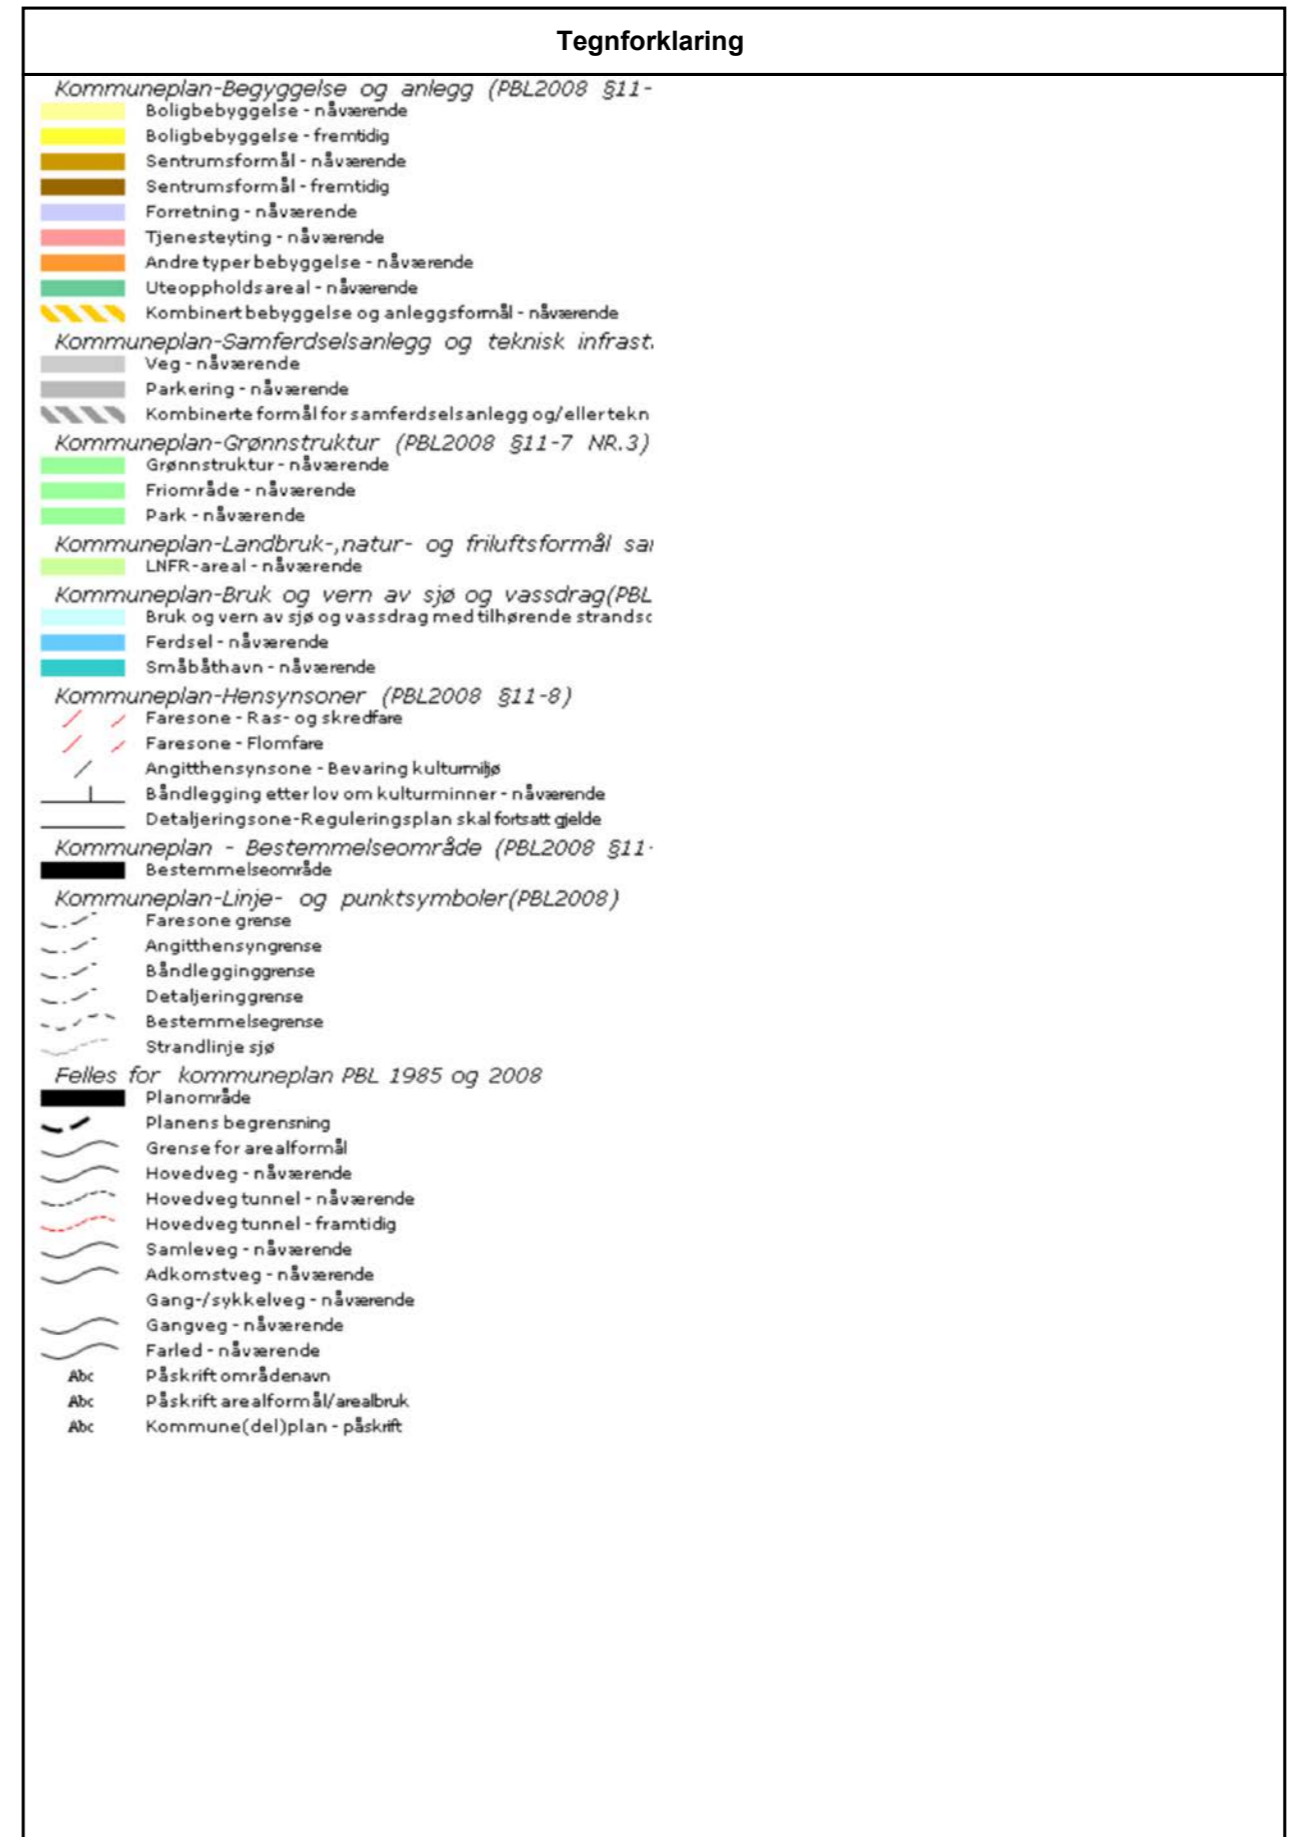 Tegnforklaring
Kommuneplan-Begyggelse og anlegg (PBL2008 §11-
Boligbebyggelse - nåværende
Boligbebyggelse - fremtidig
Sentrumsformål - nåværende
Sentrumsformål - fremtidig
Forretning - nåværende
Tjenesteyting - nåværende
Andre typer bebyggelse - nåværende
Uteoppholdsareal - nåværende
Kombinert bebyggelse og anleggsformål - nåværende
Kommuneplan-Samferdselsanlegg og teknisk infrast.
Veg - nåværende
Parkering - nåværende
Kombinerte formål for samferdselsanlegg og/eller tekn
Kommuneplan-Grønnstruktur (PBL2008 §11-7 NR.3)
Grønnstruktur - nåværende
Friområde - nåværende
Park - nåværende
Kommuneplan-Landbruk-,natur- og friluftsformål sa
LNFR-areal - nåværende
Kommuneplan-Bruk og vern av sjø og vassdrag(PBL
Bruk og vern av sjø og vassdrag med tilhørende strandsc
Ferdsel - nåværende
Småbåthavn - nåværende
Kommuneplan-Hensynsoner (PBL2008 §11-8)
Faresone - Ras- og skredfare
Faresone - Flomfare
Angitthensynsone - Bevaring kulturmiljø
Båndlegging etter lov om kulturminner - nåværende
Detaljeringsone-Reguleringsplan skal fortsatt gjelde
Kommuneplan - Bestemmelseområde (PBL2008 §11-
Bestemmelseområde
Kommuneplan-Linje- og punktsymboler(PBL2008)
Faresone grense
Angitthensyngrense
Båndlegginggrense
Detaljeringgrense
Bestemmelsegrense
Strandlinje sjø
Felles for kommuneplan PBL 1985 og 2008
Planområde
Planens begrensning
Grense for arealformål
Hovedveg - nåværende
Hovedveg tunnel - nåværende
Hovedveg tunnel - framtidig
Samleveg - nåværende
Adkomstveg - nåværende
Gang-/sykkelveg - nåværende
Gangveg - nåværende
Farled - nåværende
Abc Påskrift områdenavn
Abc Påskrift arealformål/arealbruk
Abc Kommune(del)plan - påskrift